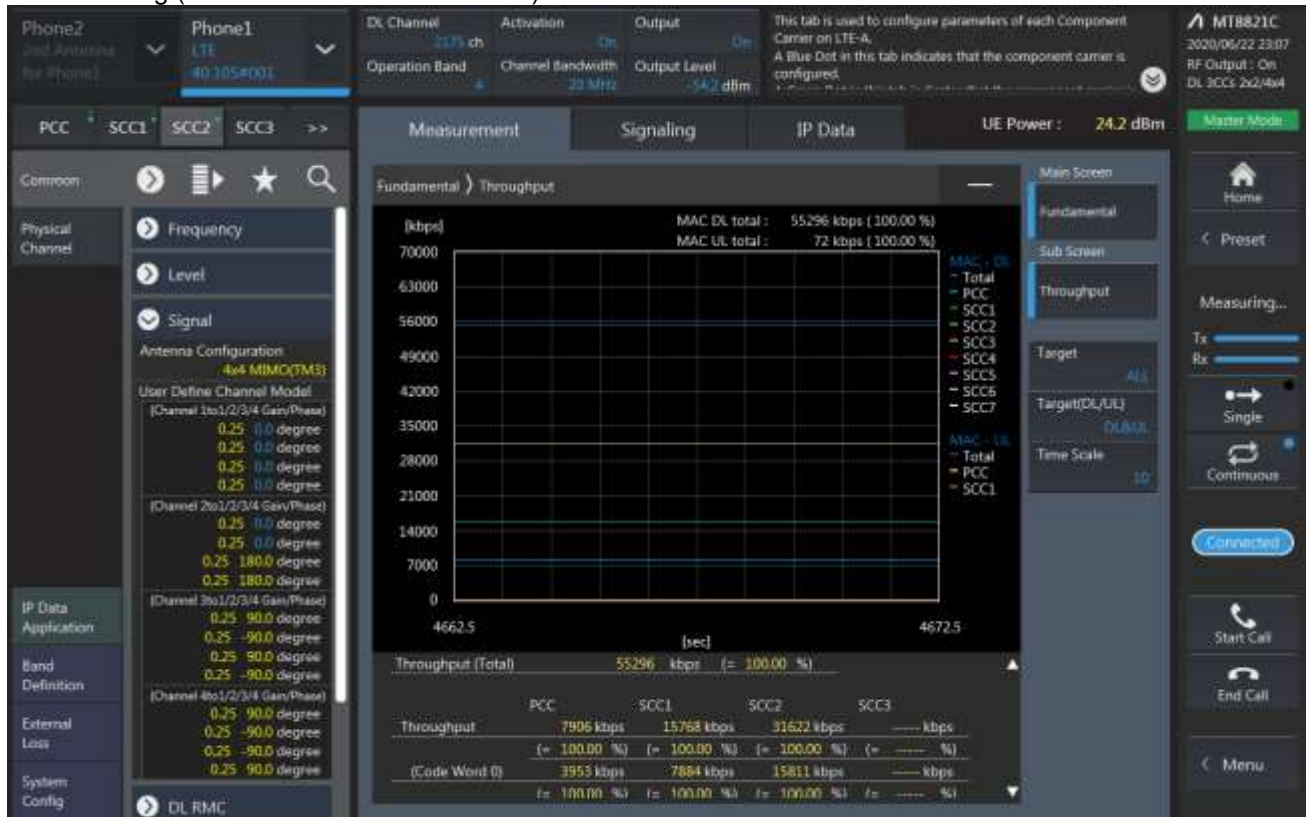 Phone2
2nd Antenna
for Phone1
Phone1
LTE
40.105#001
DL Channel
2175 ch
Activation
On
Output
On
Operation Band
4
Channel Bandwidth
20 MHz
Output Level
-54.2 dBm
This tab is used to configure parameters of each Component
Carrier on LTE-A.
A Blue Dot in this tab indicates that the component carrier is
configured.
MT8821C
2020/06/22 23:07
RF Output : On
DL 3CCs 2x2/4x4
Master Mode
PCC
SCC1
SCC2
SCC3
>>
Measurement
Signaling
IP Data
UE Power : 24.2 dBm
Common
Physical
Channel
Frequency
Level
Signal
Antenna Configuration
4x4 MIMO(TM3)
User Define Channel Model
(Channel 1to1/2/3/4 Gain/Phase)
0.25 0.0 degree
0.25 0.0 degree
0.25 0.0 degree
0.25 0.0 degree
(Channel 2to1/2/3/4 Gain/Phase)
0.25 0.0 degree
0.25 0.0 degree
0.25 180.0 degree
0.25 180.0 degree
(Channel 3to1/2/3/4 Gain/Phase)
0.25 90.0 degree
0.25 -90.0 degree
0.25 90.0 degree
0.25 -90.0 degree
(Channel 4to1/2/3/4 Gain/Phase)
0.25 90.0 degree
0.25 -90.0 degree
0.25 -90.0 degree
0.25 90.0 degree
DL RMC
IP Data
Application
Band
Definition
External
Loss
System
Config
Fundamental ⟩ Throughput
[kbps]
MAC DL total : 55296 kbps ( 100.00 %)
MAC UL total : 72 kbps ( 100.00 %)
70000
63000
56000
49000
42000
35000
28000
21000
14000
7000
0
4662.5
[sec]
4672.5
MAC - DL
Total
PCC
SCC1
SCC2
SCC3
SCC4
SCC5
SCC6
SCC7
MAC - UL
Total
PCC
SCC1
Throughput (Total) 55296 kbps (= 100.00 %)
PCC SCC1 SCC2 SCC3
Throughput 7906 kbps 15768 kbps 31622 kbps ----- kbps
(= 100.00 %) (= 100.00 %) (= 100.00 %) (= ----- %)
(Code Word 0) 3953 kbps 7884 kbps 15811 kbps ----- kbps
(= 100.00 %) (= 100.00 %) (= 100.00 %) (= ----- %)
Main Screen
Fundamental
Sub Screen
Throughput
Target
ALL
Target(DL/UL)
DL&UL
Time Scale
10
Home
< Preset
Measuring...
Tx
Rx
Single
Continuous
Connected
Start Call
End Call
< Menu